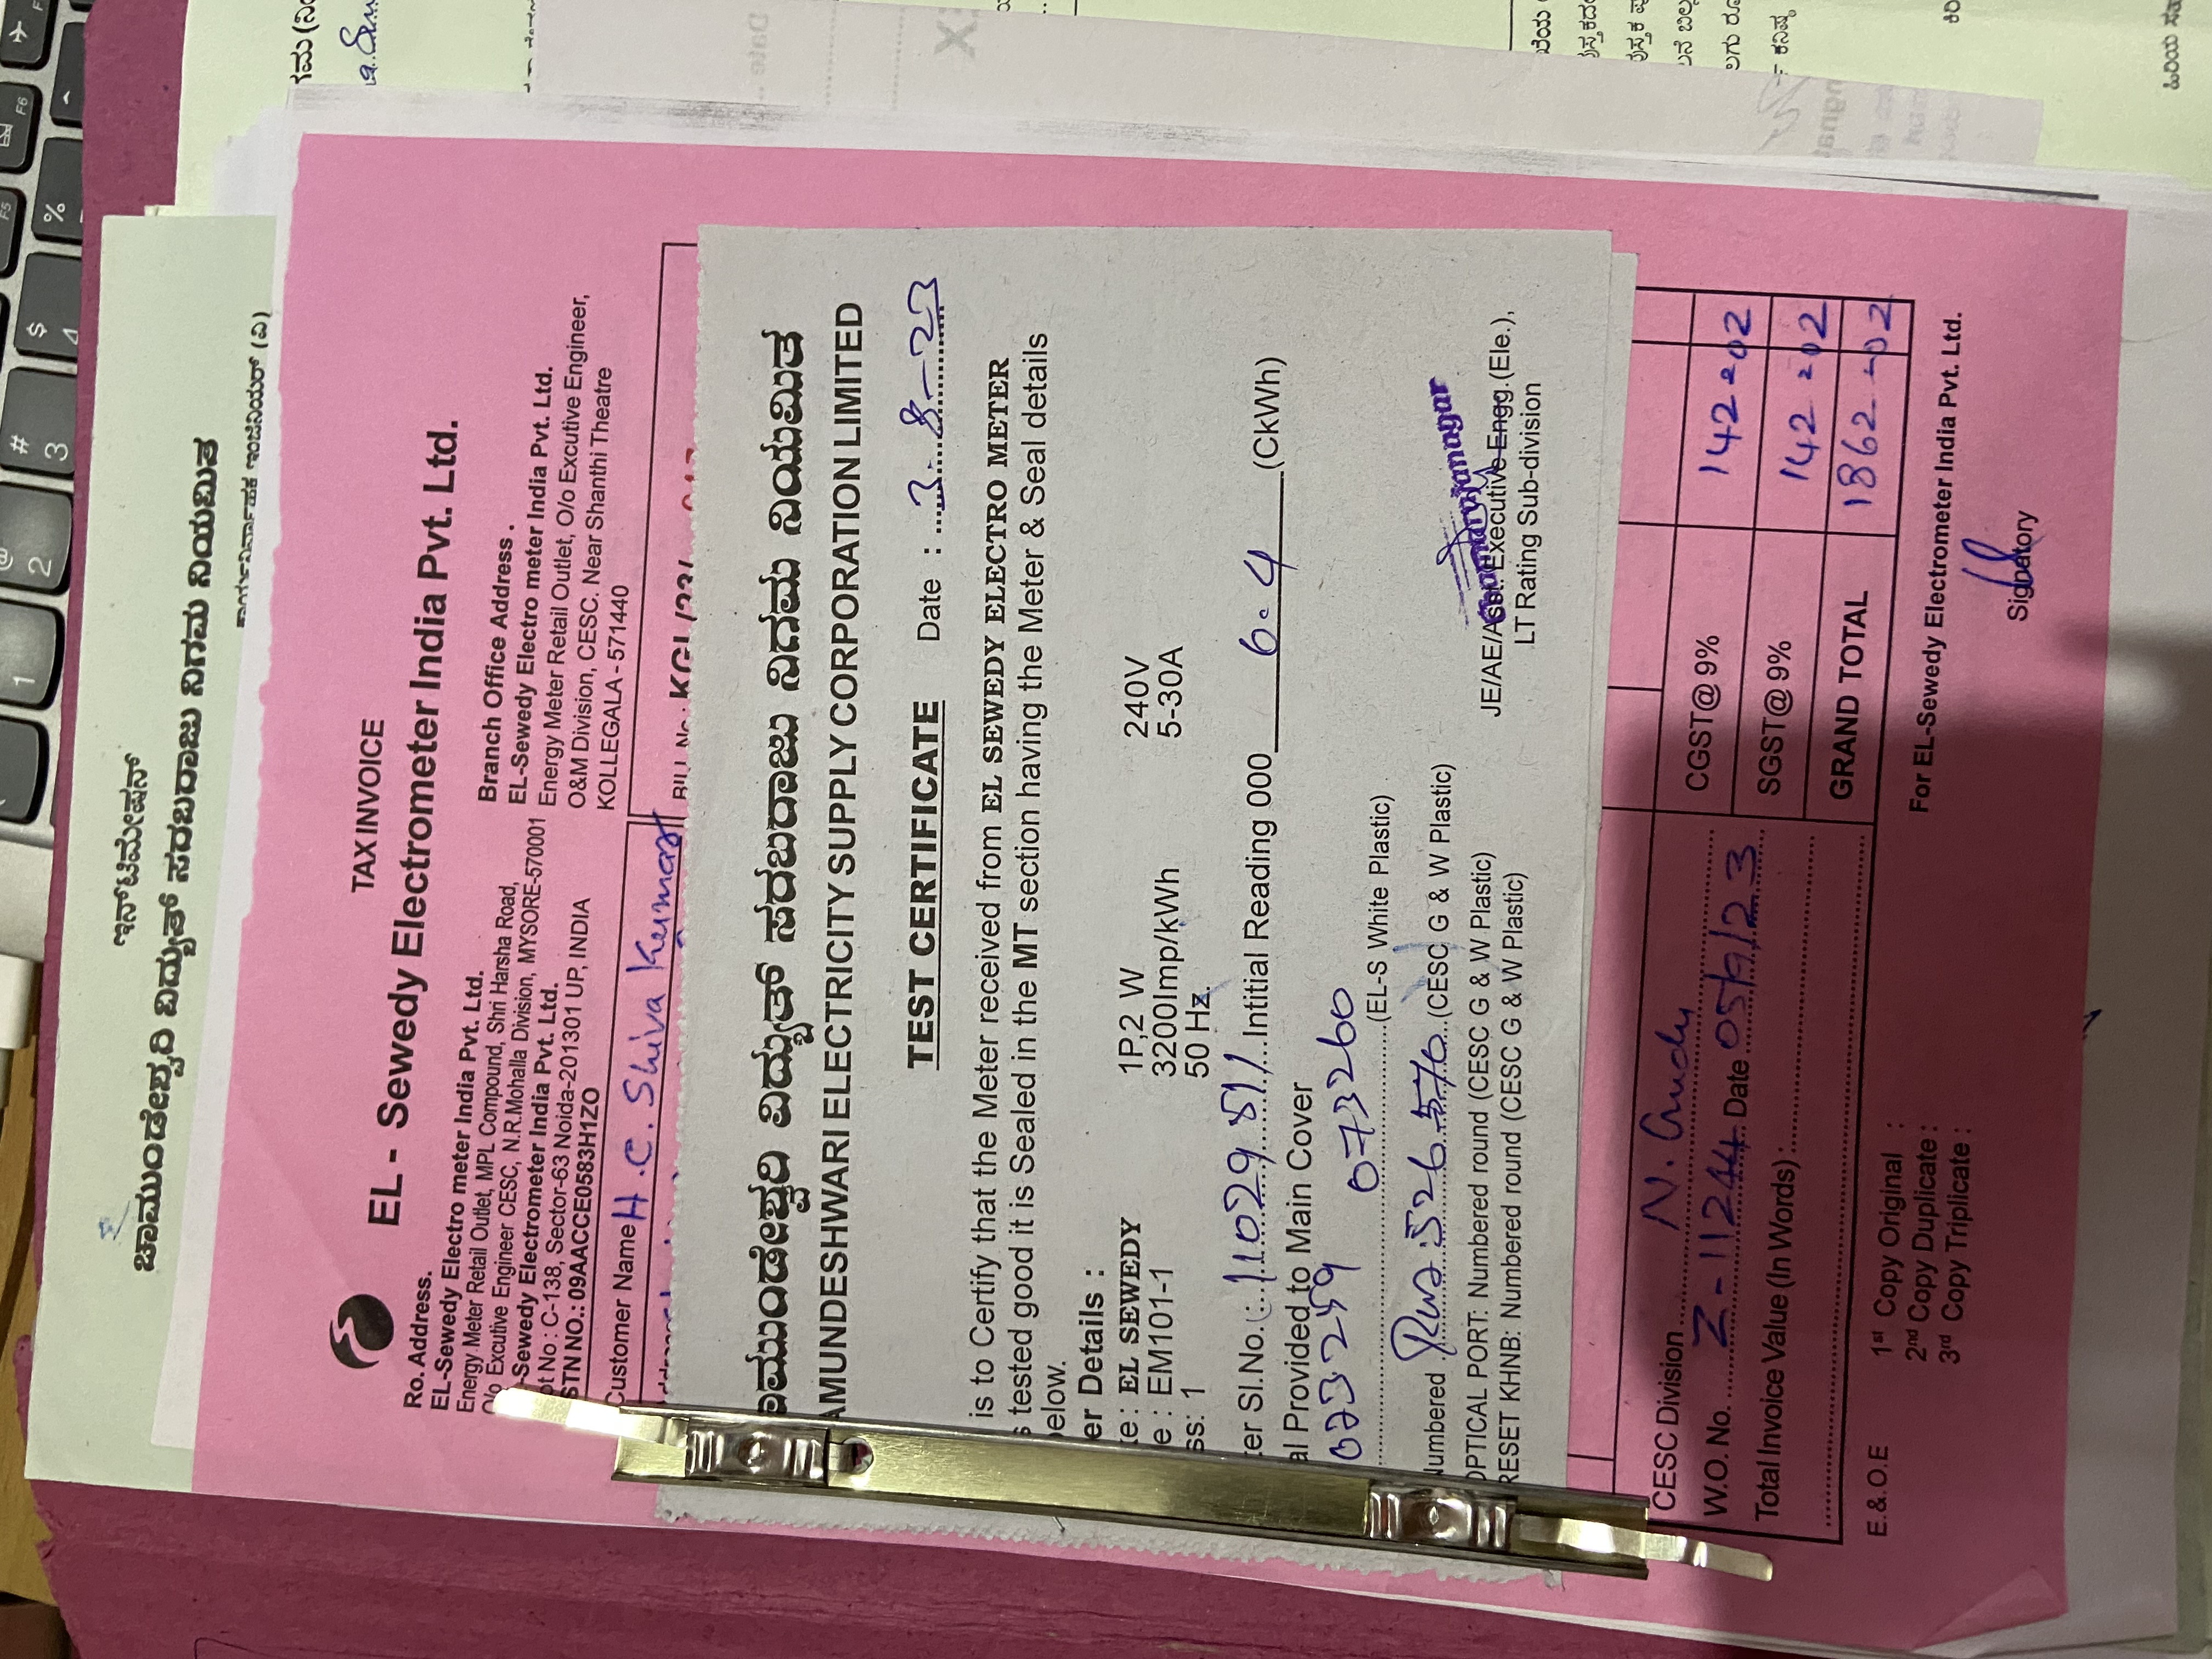 ಇನ್‌ಟಿಮೇಷನ್
ಚಾಮುಂಡೇಶ್ವರಿ ವಿದ್ಯುತ್ ಸರಬರಾಜು ನಿಗಮ ನಿಯಮಿತ
TAX INVOICE
EL - Sewedy Electrometer India Pvt. Ltd.
Ro. Address.
EL-Sewedy Electro meter India Pvt. Ltd.
Energy Meter Retail Outlet, MPL Compound, Shri Harsha Road,
O/o Excutive Engineer CESC, N.R.Mohalla Division, MYSORE-570001
-Sewedy Electrometer India Pvt. Ltd.
ot No : C-138, Sector-63 Noida-201301 UP, INDIA
STN NO.: 09AACCE0583H1ZO
Branch Office Address .
EL-Sewedy Electro meter India Pvt. Ltd.
Energy Meter Retail Outlet, O/o Excutive Engineer,
O&M Division, CESC. Near Shanthi Theatre
KOLLEGALA - 571440
Customer Name H.C. Shiva Kumar
ಾಮುಂಡೇಶ್ವರಿ ವಿದ್ಯುತ್ ಸರಬರಾಜು ನಿಗಮ ನಿಯಮಿತ
AMUNDESHWARI ELECTRICITY SUPPLY CORPORATION LIMITED
TEST CERTIFICATE Date : 3-8-23
is to Certify that the Meter received from EL SEWEDY ELECTRO METER
s tested good it is Sealed in the MT section having the Meter & Seal details
below.
er Details :
te : EL SEWEDY 1P,2 W 240V
e : EM101-1 3200Imp/kWh 5-30A
ss: 1 50 Hz.
ter Sl.No. 11029811 Intitial Reading 000 6.4 (CkWh)
al Provided to Main Cover
0733260
(EL-S White Plastic)
Numbered (CESC G & W Plastic)
OPTICAL PORT: Numbered round (CESC G & W Plastic)
RESET KHNB: Numbered round (CESC G & W Plastic)
Chamarajanagar
JE/AE/Asst. Executive Engg.(Ele.),
LT Rating Sub-division
CESC Division
W.O. No. Z-11244 Date 05/9/23
Total Invoice Value (In Words) :
CGST@9% 142=02
SGST@9% 142=02
GRAND TOTAL 1862-02
E.&.O.E
1st Copy Original :
2nd Copy Duplicate :
3rd Copy Triplicate :
For EL-Sewedy Electrometer India Pvt. Ltd.
Signatory